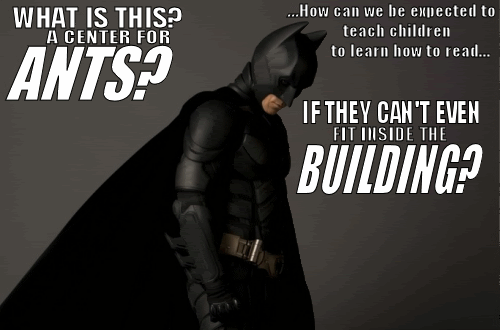 WHAT IS THIS?
A CENTER FOR
ANTS?
...How can we be expected to
teach children
to learn how to read...
IF THEY CAN'T EVEN
FIT INSIDE THE
BUILDING?